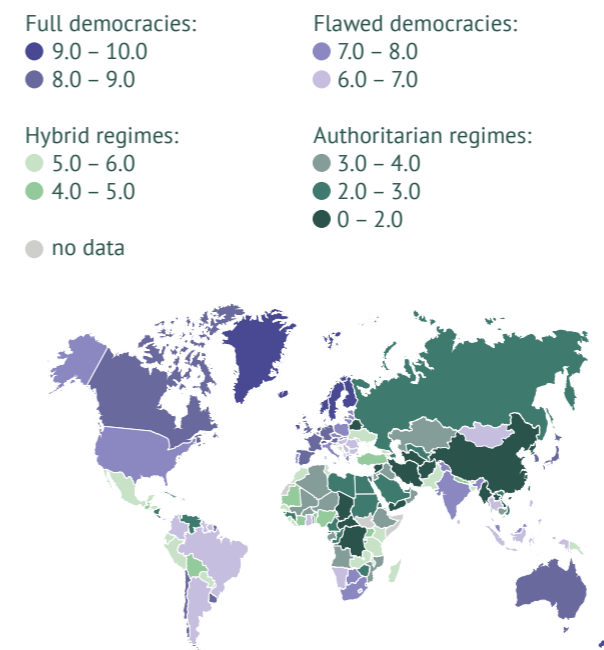 Full democracies:
9.0 – 10.0
8.0 – 9.0
Flawed democracies:
7.0 – 8.0
6.0 – 7.0
Hybrid regimes:
5.0 – 6.0
4.0 – 5.0
Authoritarian regimes:
3.0 – 4.0
2.0 – 3.0
0 – 2.0
no data